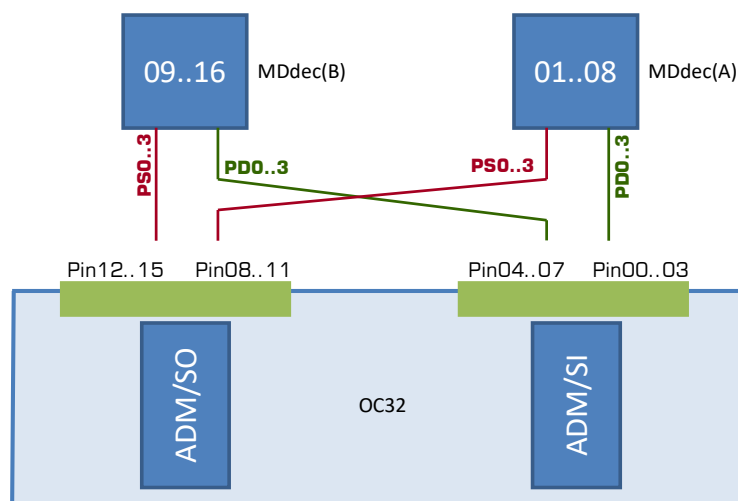 09..16
MDdec(B)
01..08
MDdec(A)
PS0..3
PD0..3
PS0..3
PD0..3
Pin12..15
Pin08..11
Pin04..07
Pin00..03
ADM/SO
OC32
ADM/SI